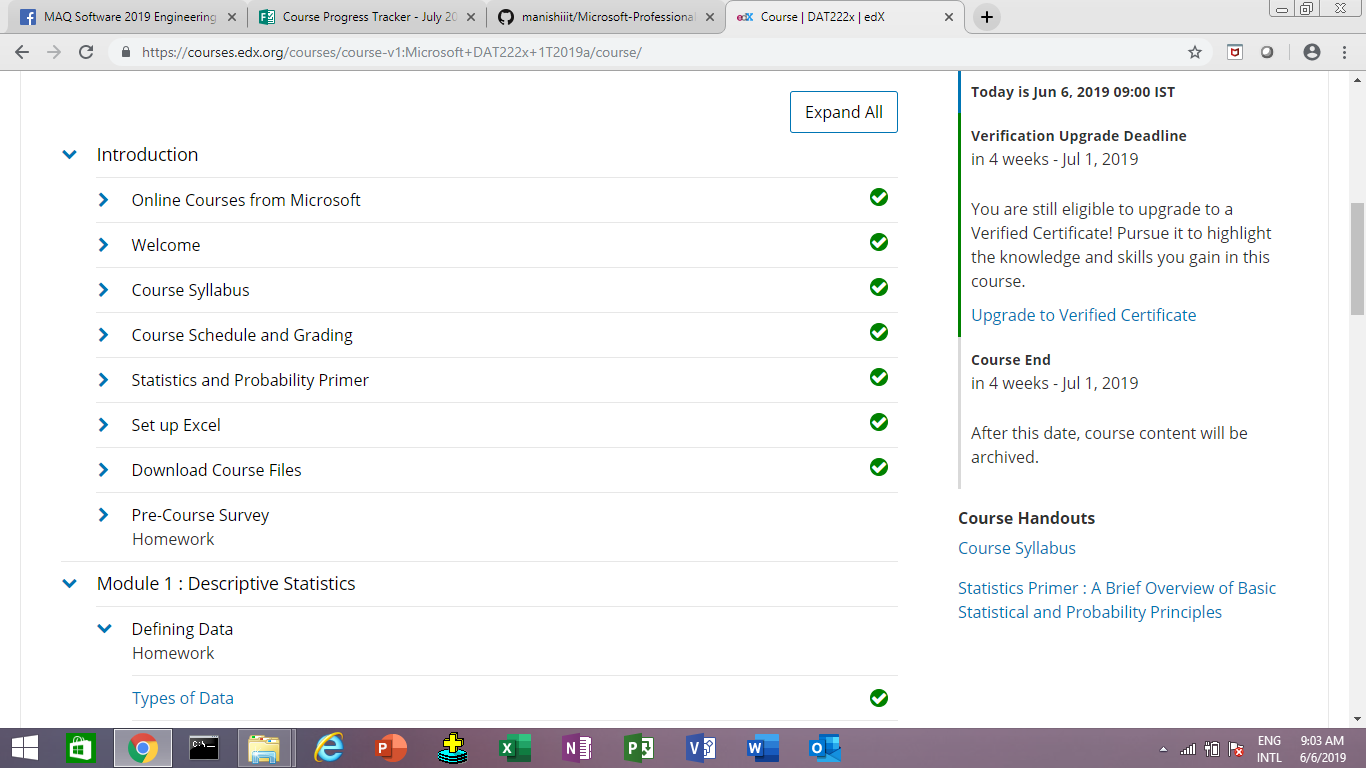 MAQ Software 2019 Engineering
Course Progress Tracker - July 20
manishiiit/Microsoft-Professional
edX Course | DAT222x | edX
https://courses.edx.org/courses/course-v1:Microsoft+DAT222x+1T2019a/course/
Expand All
Introduction
Online Courses from Microsoft
Welcome
Course Syllabus
Course Schedule and Grading
Statistics and Probability Primer
Set up Excel
Download Course Files
Pre-Course Survey
Homework
Module 1 : Descriptive Statistics
Defining Data
Homework
Types of Data
Today is Jun 6, 2019 09:00 IST
Verification Upgrade Deadline
in 4 weeks - Jul 1, 2019
You are still eligible to upgrade to a
Verified Certificate! Pursue it to highlight
the knowledge and skills you gain in this
course.
Upgrade to Verified Certificate
Course End
in 4 weeks - Jul 1, 2019
After this date, course content will be
archived.
Course Handouts
Course Syllabus
Statistics Primer : A Brief Overview of Basic
Statistical and Probability Principles
ENG
INTL
9:03 AM
6/6/2019